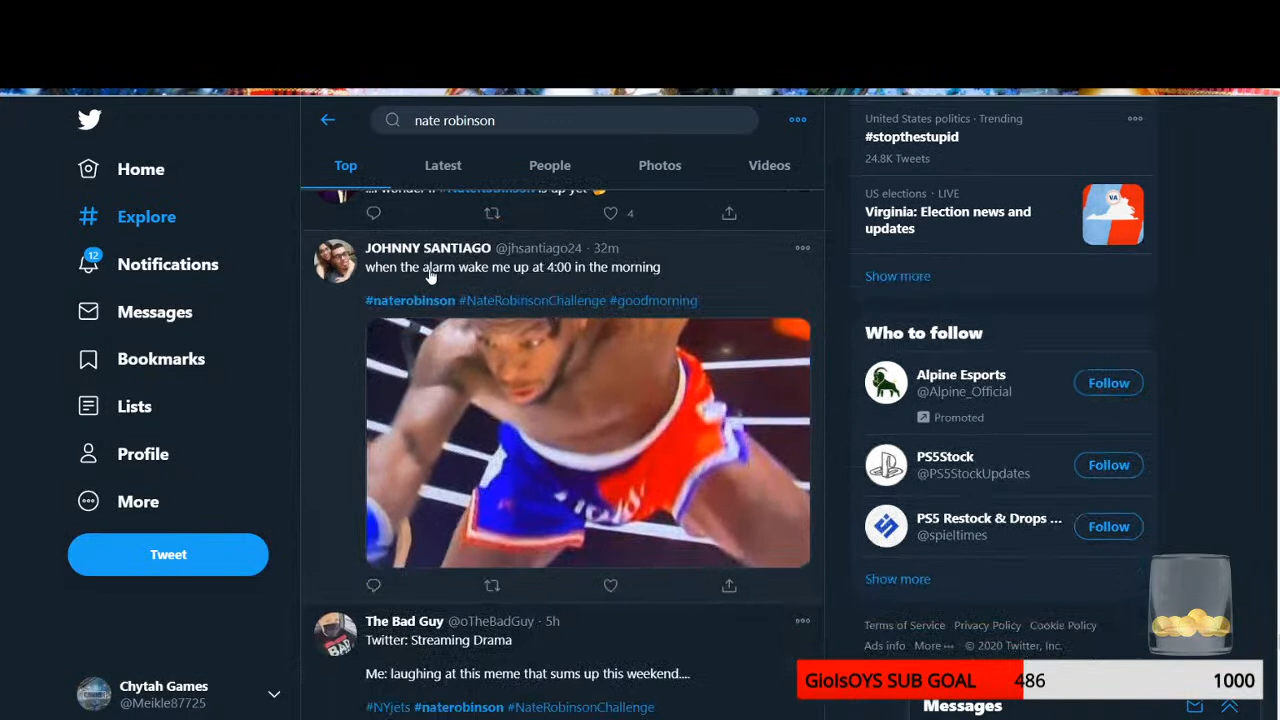 nate robinson
Top
Latest
People
Photos
Videos
Home
Explore
12
Notifications
Messages
Bookmarks
Lists
Profile
More
Tweet
Chytah Games
@Meikle87725
is up yet
4
JOHNNY SANTIAGO @jhsantiago24 · 32m
when the alarm wake me up at 4:00 in the morning
#naterobinson #NateRobinsonChallenge #goodmorning
The Bad Guy @oTheBadGuy · 5h
Twitter: Streaming Drama
Me: laughing at this meme that sums up this weekend....
#NYjets #naterobinson #NateRobinsonChallenge
United States politics · Trending
#stopthestupid
24.8K Tweets
US elections · LIVE
Virginia: Election news and
updates
VA
Show more
Who to follow
Alpine Esports
@Alpine_Official
Promoted
Follow
PS5Stock
@PS5StockUpdates
Follow
PS5 Restock & Drops ...
@spieltimes
Follow
Show more
Terms of Service Privacy Policy Cookie Policy
Ads info More ··· © 2020 Twitter, Inc.
GioIsOYS SUB GOAL 486 1000
Messages